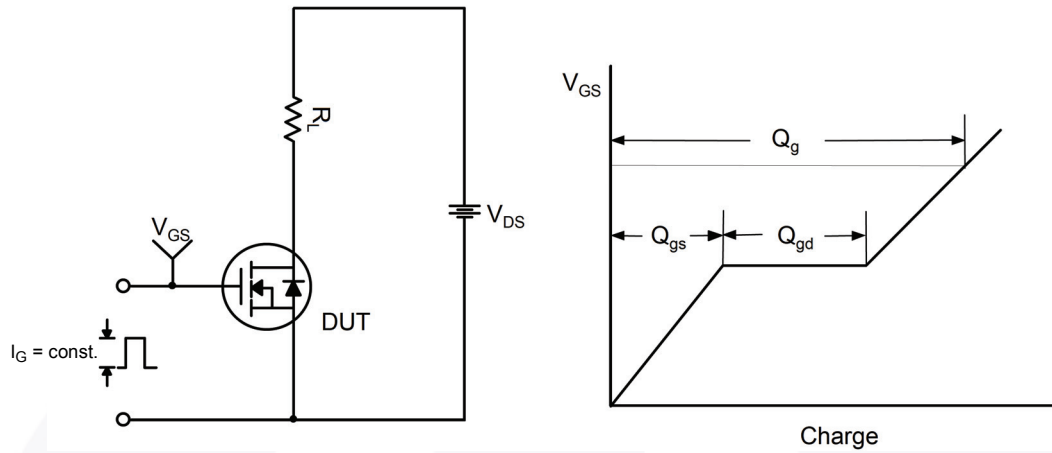 R_L
V_DS
V_GS
DUT
I_G = const.
V_GS
Q_g
Q_gs
Q_gd
Charge